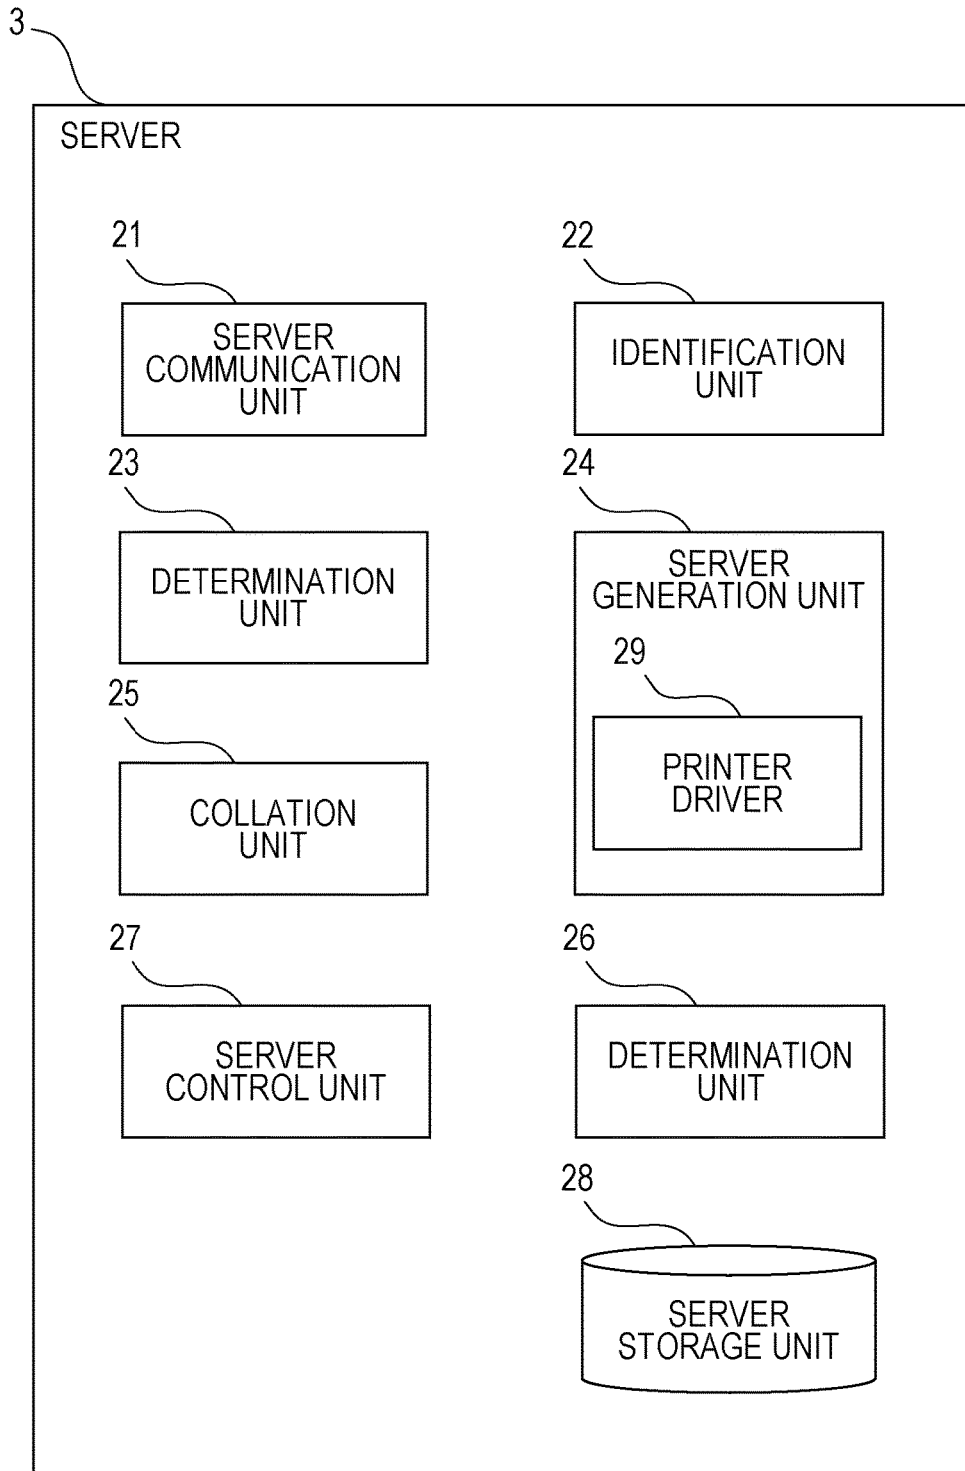 3
SERVER
21
SERVER
COMMUNICATION
UNIT
22
IDENTIFICATION
UNIT
23
DETERMINATION
UNIT
24
SERVER
GENERATION UNIT
29
PRINTER
DRIVER
25
COLLATION
UNIT
27
SERVER
CONTROL UNIT
26
DETERMINATION
UNIT
28
SERVER
STORAGE UNIT